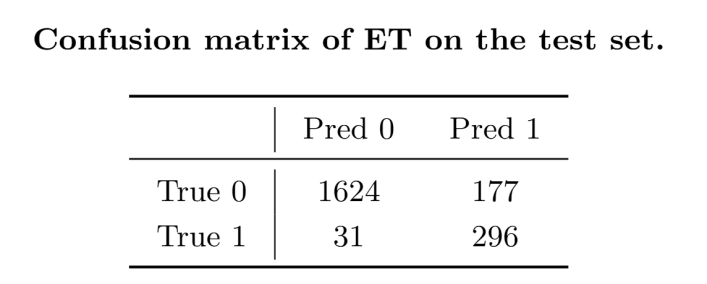 Confusion matrix of ET on the test set.
Pred 0 Pred 1
True 0 1624 177
True 1 31 296